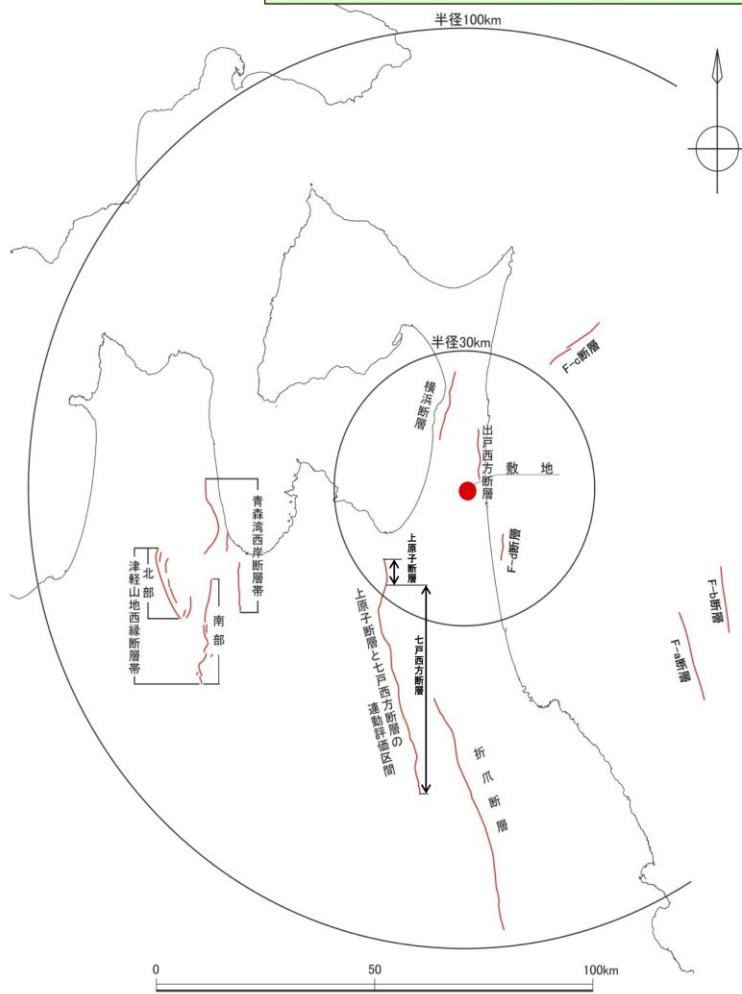 半径100km
半径30km
F-c断層
横浜断層
出戸西方断層
敷　地
青森湾西岸断層帯
上原子断層
F-d断層
北部
津軽山地西縁断層帯
南部
F-b断層
F-a断層
七戸西方断層
上原子断層と七戸西方断層の
連動評価区間
折爪断層
0
50
100km